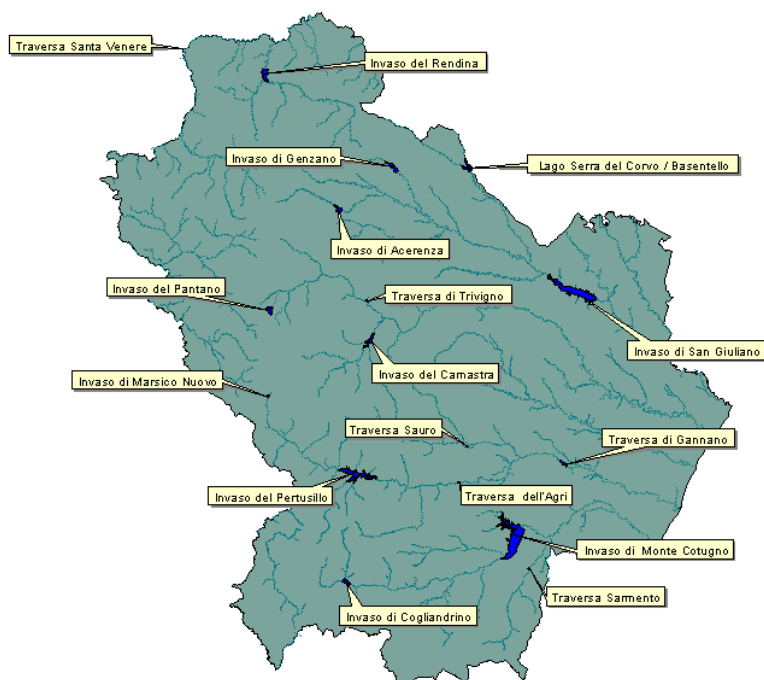 Traversa Santa Venere
Invaso del Rendina
Invaso di Genzano
Lago Serra del Corvo / Basentello
Invaso di Acerenza
Invaso del Pantano
Traversa di Trivigno
Invaso di San Giuliano
Invaso del Camastra
Invaso di Marsico Nuovo
Traversa Sauro
Traversa di Gannano
Invaso del Pertusillo
Traversa dell'Agri
Invaso di Monte Cotugno
Traversa Sarmento
Invaso di Cogliandrino